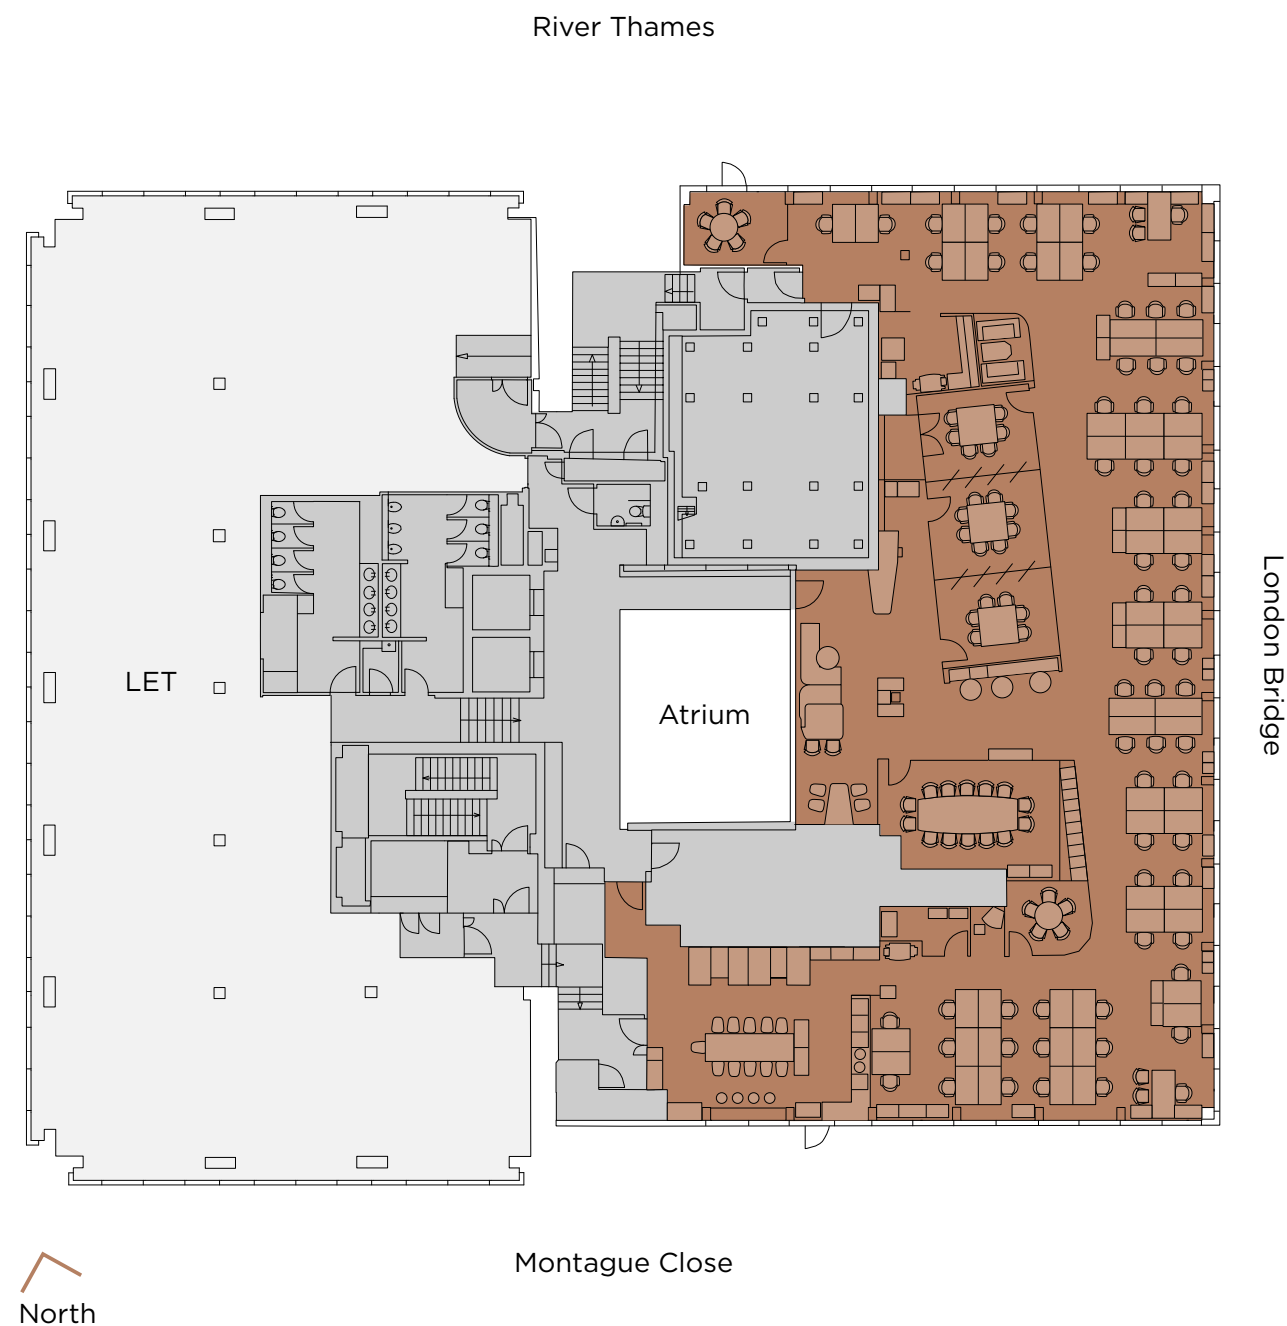 River Thames
London Bridge
LET
Atrium
Montague Close
North